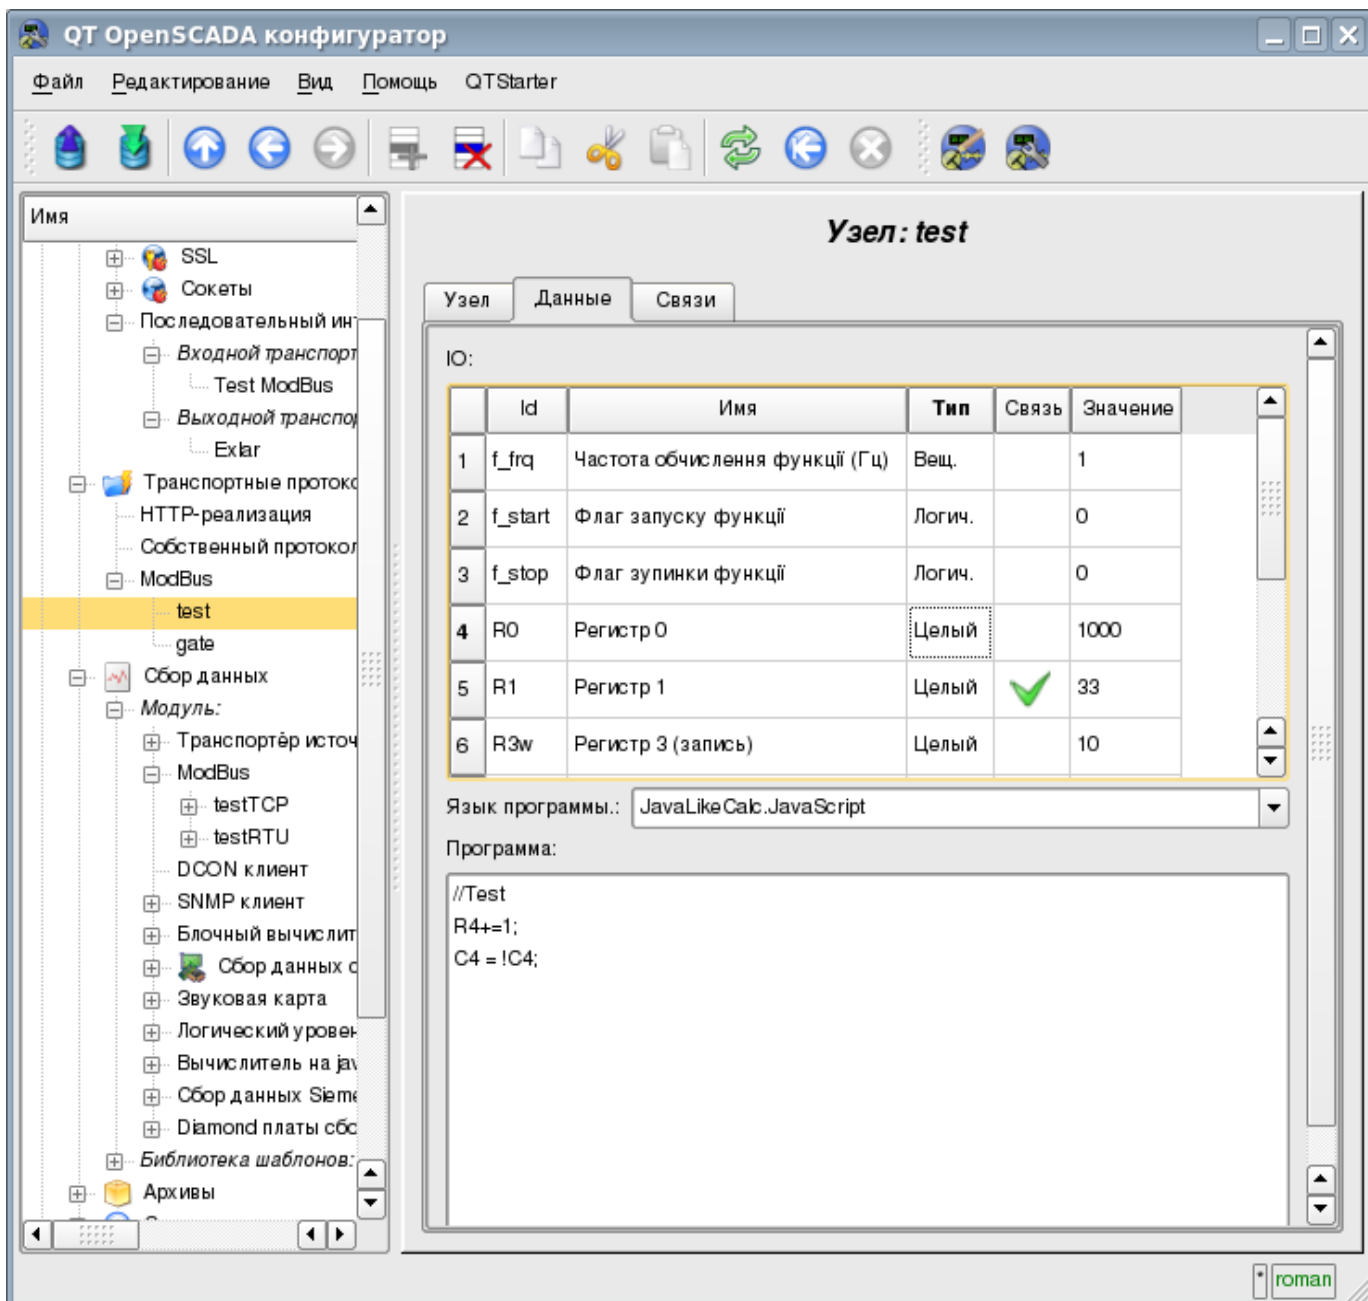 QT OpenSCADA конфигуратор
Файл Редактирование Вид Помощь QTStarter
Имя
SSL
Сокеты
Последовательный инт
Входной транспорт
Test ModBus
Выходной транспор
Exlar
Транспортные протоко
HTTP-реализация
Собственный протокол
ModBus
test
gate
Сбор данных
Модуль:
Транспортёр источ
ModBus
testTCP
testRTU
DCON клиент
SNMP клиент
Блочный вычислит
Сбор данных с
Звуковая карта
Логический уровен
Вычислитель на jav
Сбор данных Sieme
Diamond платы сбо
Библиотека шаблонов:
Архивы
Узел: test
Узел Данные Связи
IO:
Id Имя Тип Связь Значение
1 f_frq Частота обчислення функції (Гц) Вещ. 1
2 f_start Флаг запуску функції Логич. 0
3 f_stop Флаг зупинки функції Логич. 0
4 R0 Регистр 0 Целый 1000
5 R1 Регистр 1 Целый 33
6 R3w Регистр 3 (запись) Целый 10
Язык программы.: JavaLikeCalc.JavaScript
Программа:
//Test
R4+=1;
C4 = !C4;
* roman